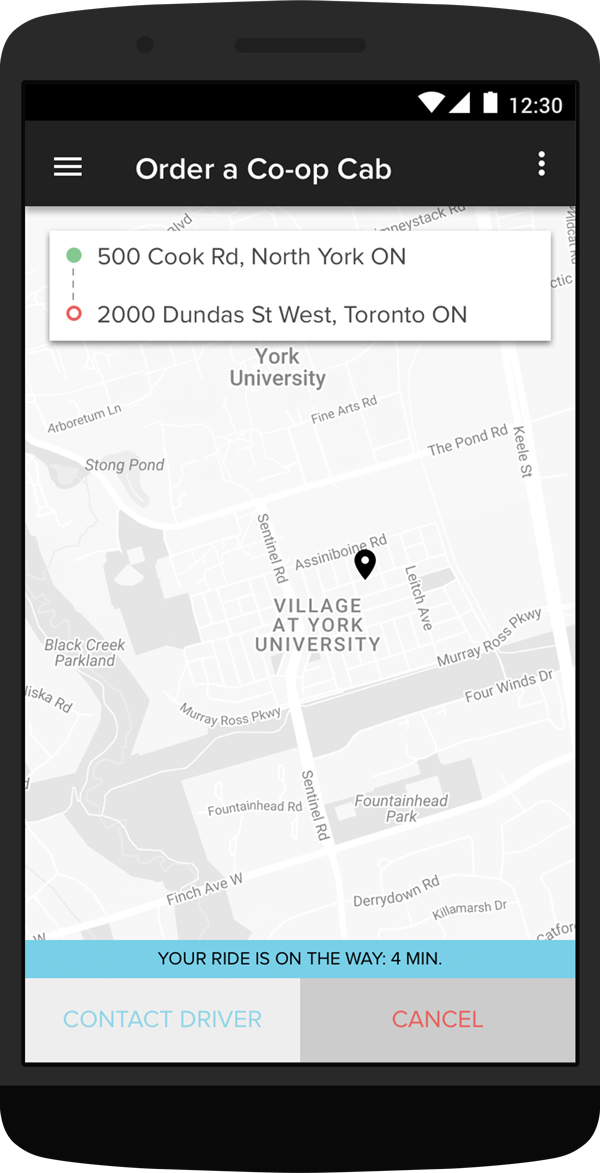 12:30
Order a Co-op Cab
500 Cook Rd, North York ON
2000 Dundas St West, Toronto ON
York
University
Arboretum Ln
Fine Arts Rd
The Pond Rd
Keele St
Stong Pond
Sentinel Rd
Assiniboine Rd
Leitch Ave
VILLAGE
AT YORK
UNIVERSITY
Black Creek
Parkland
Murray Ross Pkwy
Four Winds Dr
Murray Ross Pkwy
Sentinel Rd
Fountainhead Rd
Fountainhead
Park
Finch Ave W
Derrydown Rd
Killamarsh Dr
YOUR RIDE IS ON THE WAY: 4 MIN.
CONTACT DRIVER
CANCEL